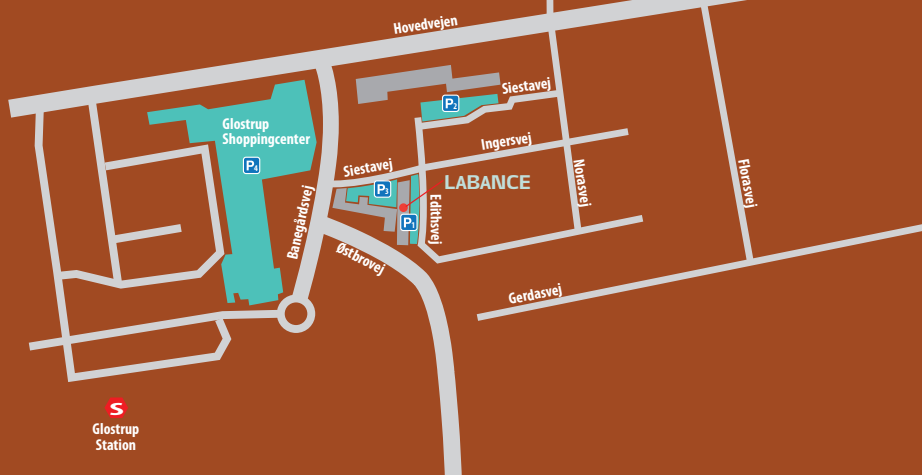 Hovedvejen
Siestavej
P2
Glostrup
Shoppingcenter
P4
Ingersvej
Siestavej
P3
LABANCE
Norasvej
Florasvej
Banegårdsvej
Edithsvej
P1
Østbrovej
Gerdasvej
S
Glostrup
Station